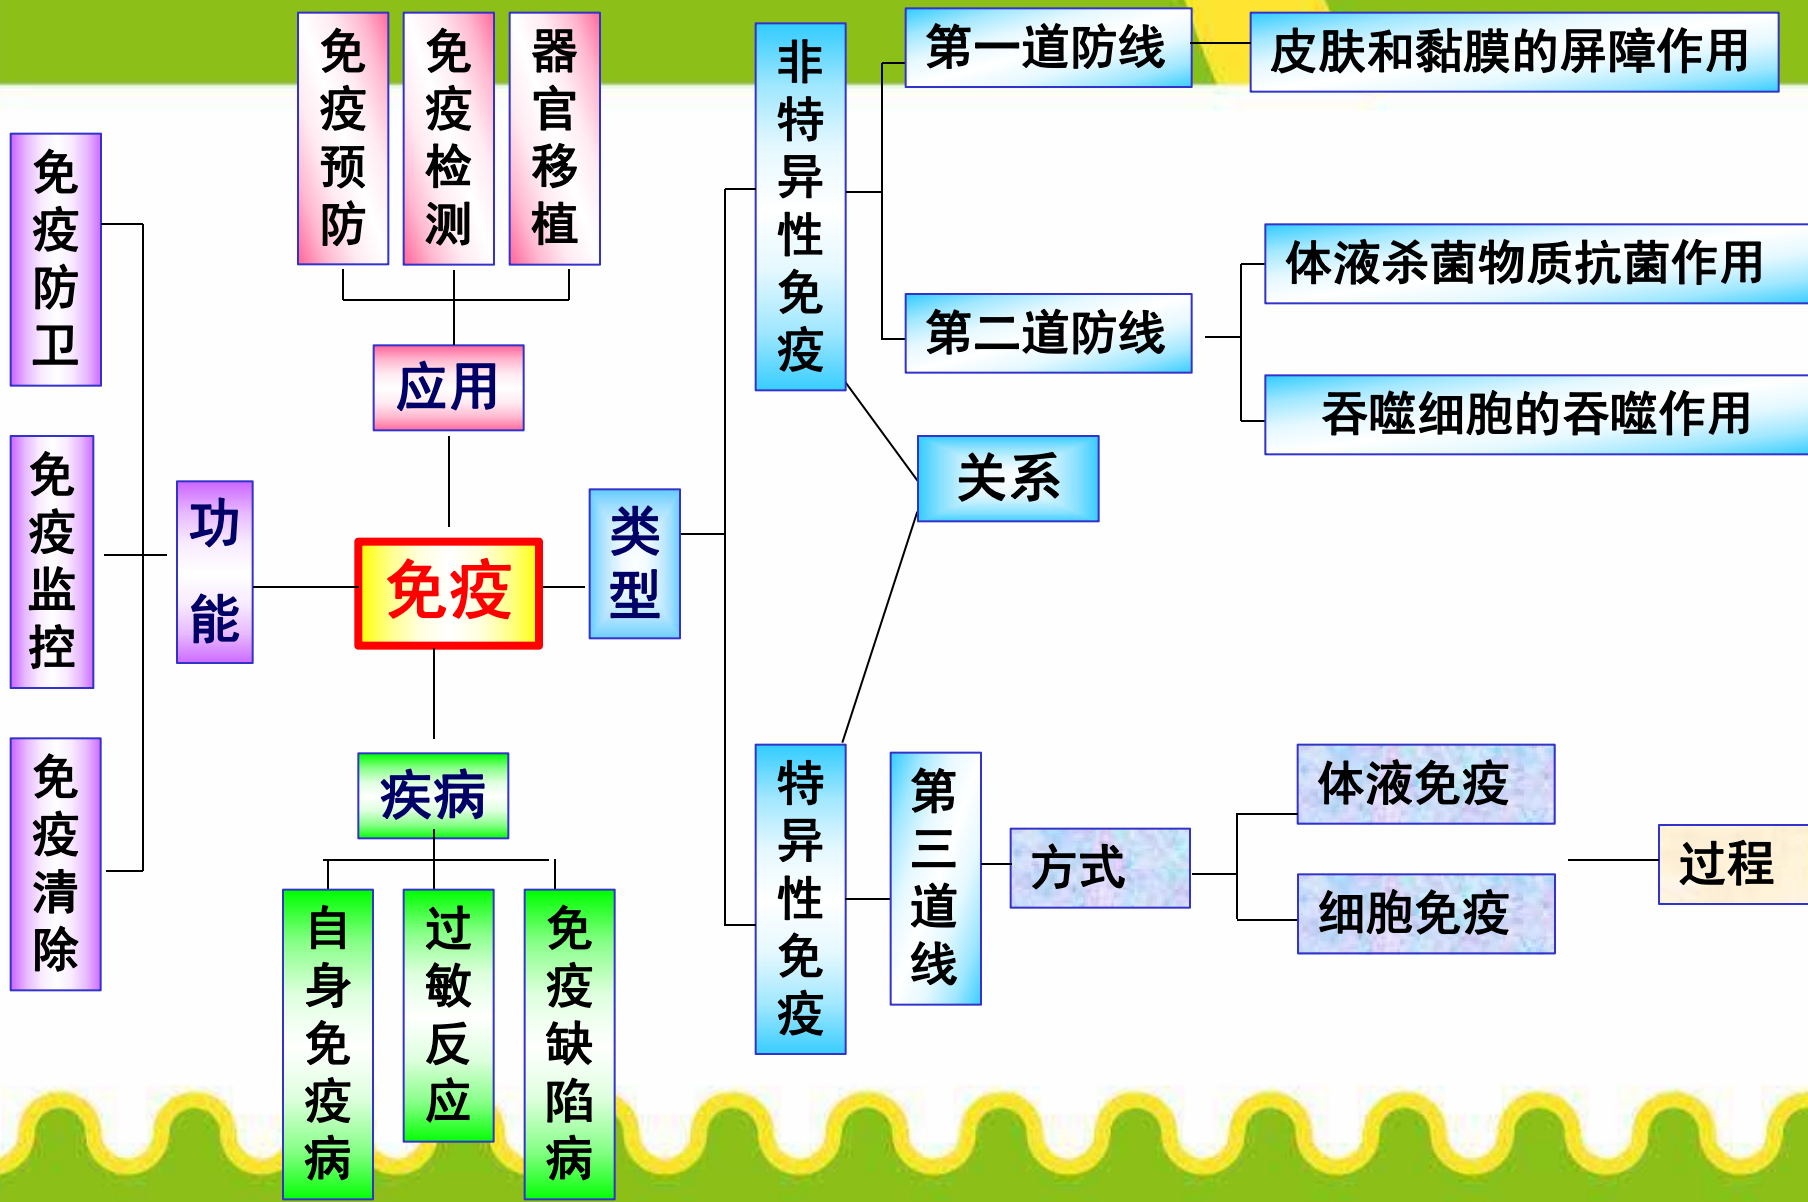 免疫预防
免疫检测
器官移植
应用
免疫防卫
免疫监控
免疫清除
功能
免疫
类型
疾病
自身免疫病
过敏反应
免疫缺陷病
非特异性免疫
第一道防线
皮肤和黏膜的屏障作用
第二道防线
体液杀菌物质抗菌作用
吞噬细胞的吞噬作用
关系
特异性免疫
第三道线
方式
体液免疫
细胞免疫
过程